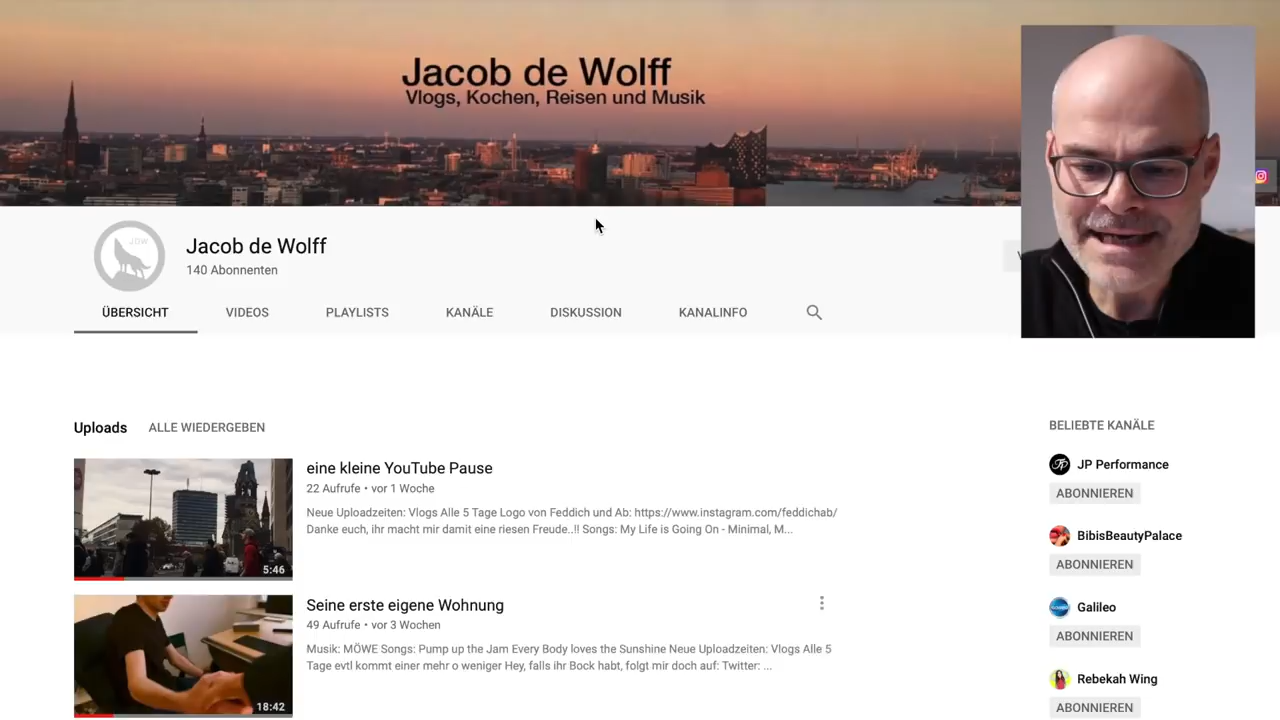 Jacob de Wolff
Vlogs, Kochen, Reisen und Musik
JDW
Jacob de Wolff
140 Abonnenten
ÜBERSICHT
VIDEOS
PLAYLISTS
KANÄLE
DISKUSSION
KANALINFO
Uploads
ALLE WIEDERGEBEN
5:46
eine kleine YouTube Pause
22 Aufrufe • vor 1 Woche
Neue Uploadzeiten: Vlogs Alle 5 Tage Logo von Feddich und Ab: https://www.instagram.com/feddichab/
Danke euch, ihr macht mir damit eine riesen Freude..!! Songs: My Life is Going On - Minimal, M...
18:42
Seine erste eigene Wohnung
49 Aufrufe • vor 3 Wochen
Musik: MÖWE Songs: Pump up the Jam Every Body loves the Sunshine Neue Uploadzeiten: Vlogs Alle 5
Tage evtl kommt einer mehr o weniger Hey, falls ihr Bock habt, folgt mir doch auf: Twitter: ...
BELIEBTE KANÄLE
JP Performance
ABONNIEREN
BibisBeautyPalace
ABONNIEREN
Galileo
ABONNIEREN
Rebekah Wing
ABONNIEREN